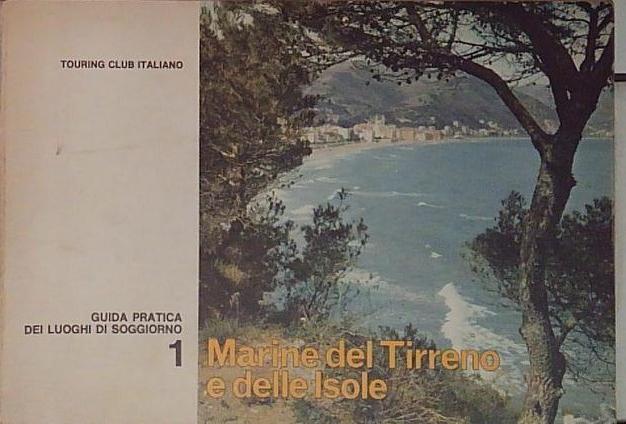 TOURING CLUB ITALIANO
GUIDA PRATICA
DEI LUOGHI DI SOGGIORNO
1
Marine del Tirreno
e delle Isole